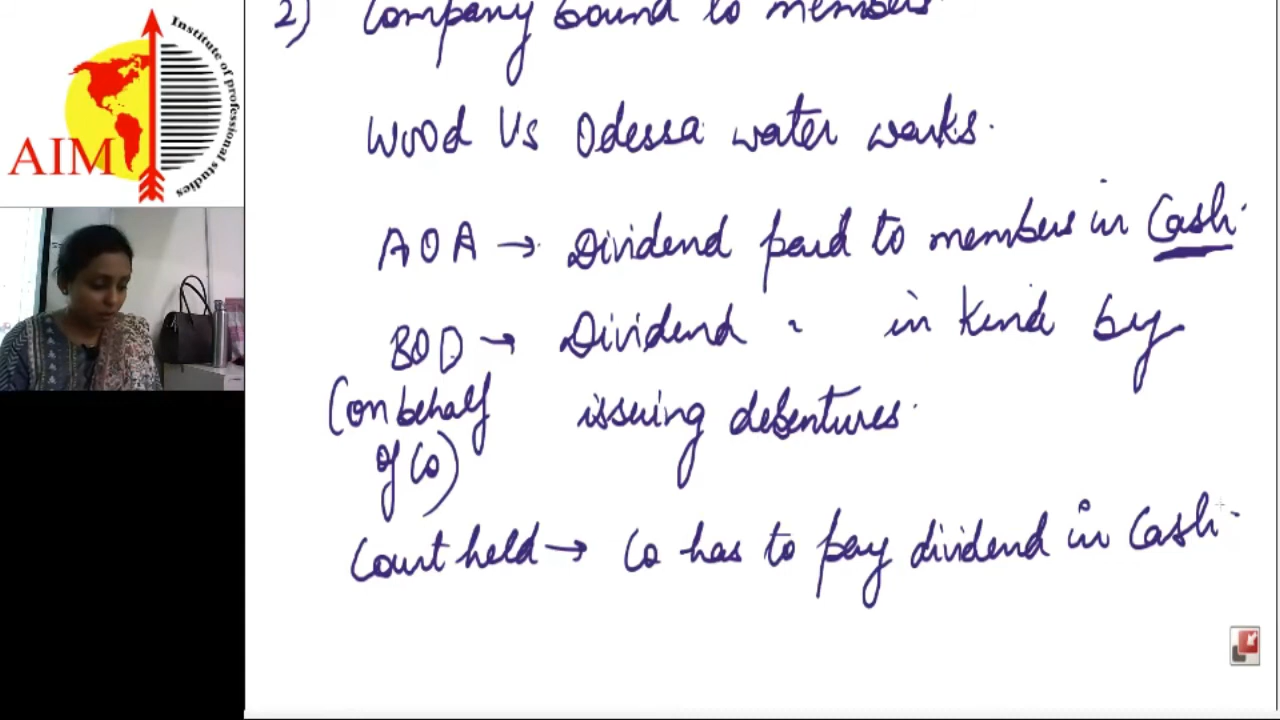 Institute of professional studies
AIM
2) Company bound to members.
Wood Vs Odessa water works.
AOA → Dividend paid to members in Cash.
BOD → Dividend " in kind by
(on behalf issuing debentures.
of Co)
Court held → Co has to pay dividend in Cash.